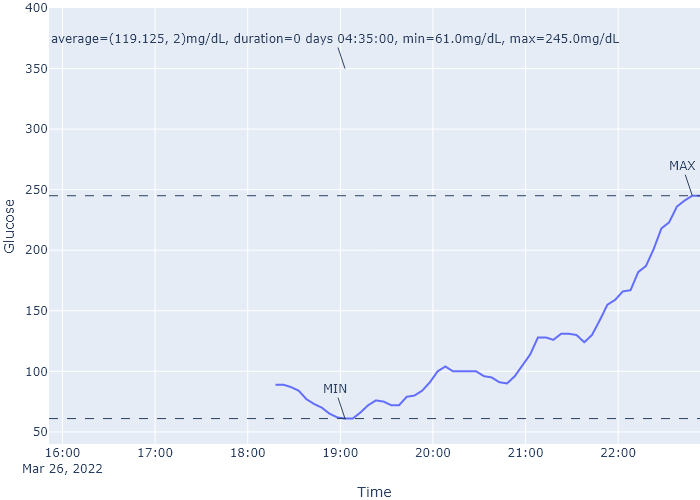 400
average=(119.125, 2)mg/dL, duration=0 days 04:35:00, min=61.0mg/dL, max=245.0mg/dL
350
300
MAX
250
Glucose
200
150
100
MIN
50
16:00 17:00 18:00 19:00 20:00 21:00 22:00
Mar 26, 2022
Time